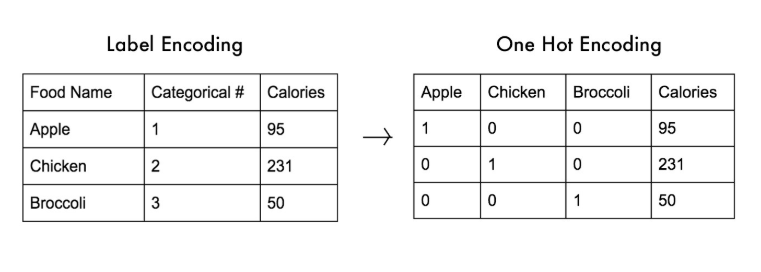 Label Encoding
Food Name Categorical # Calories
Apple 1 95
Chicken 2 231
Broccoli 3 50
→
One Hot Encoding
Apple Chicken Broccoli Calories
1 0 0 95
0 1 0 231
0 0 1 50